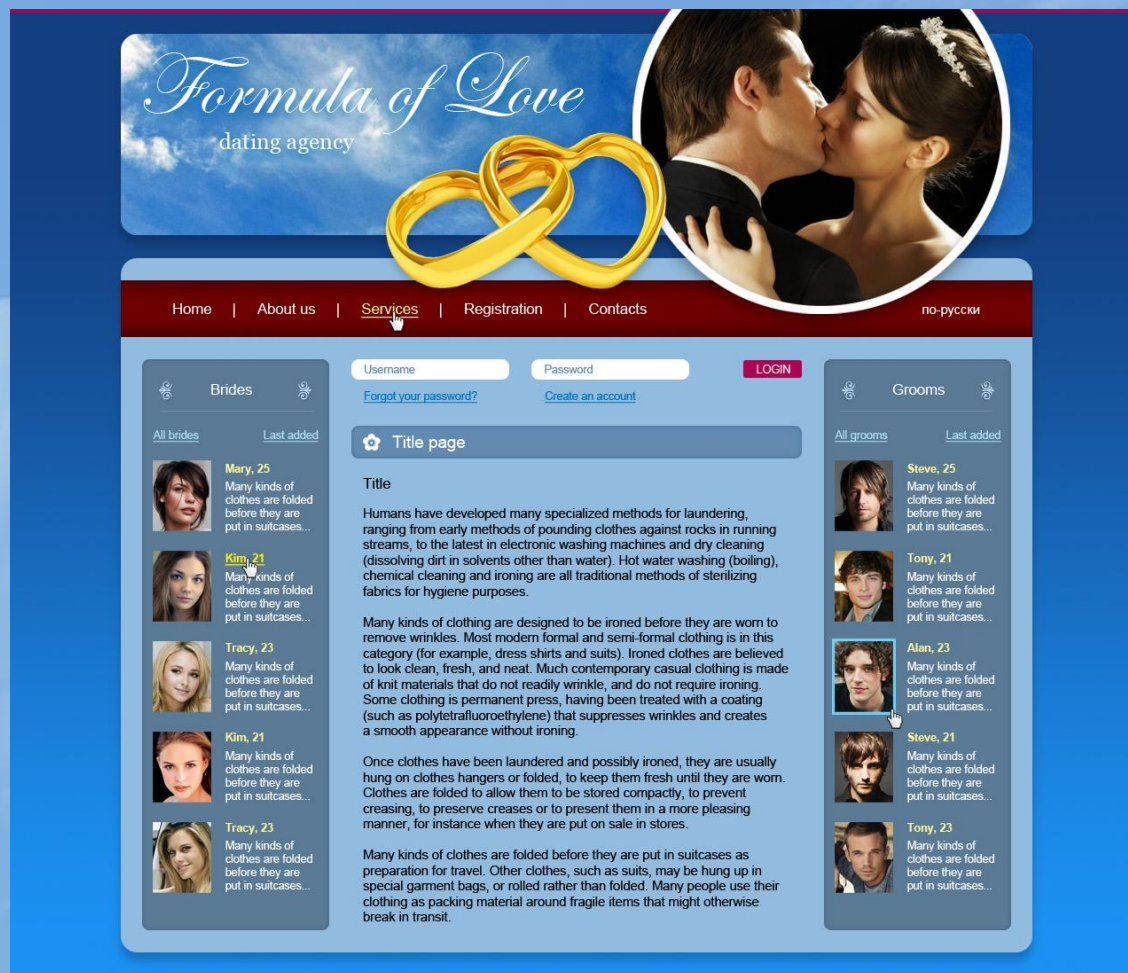 Formula of Love
dating agency
Home | About us | Services | Registration | Contacts
по-русски
Brides
All brides Last added
Mary, 25
Many kinds of
clothes are folded
before they are
put in suitcases...
Kim, 21
Many kinds of
clothes are folded
before they are
put in suitcases...
Tracy, 23
Many kinds of
clothes are folded
before they are
put in suitcases...
Kim, 21
Many kinds of
clothes are folded
before they are
put in suitcases...
Tracy, 23
Many kinds of
clothes are folded
before they are
put in suitcases...
Username Password LOGIN
Forgot your password? Create an account
Title page
Title
Humans have developed many specialized methods for laundering,
ranging from early methods of pounding clothes against rocks in running
streams, to the latest in electronic washing machines and dry cleaning
(dissolving dirt in solvents other than water). Hot water washing (boiling),
chemical cleaning and ironing are all traditional methods of sterilizing
fabrics for hygiene purposes.
Many kinds of clothing are designed to be ironed before they are worn to
remove wrinkles. Most modern formal and semi-formal clothing is in this
category (for example, dress shirts and suits). Ironed clothes are believed
to look clean, fresh, and neat. Much contemporary casual clothing is made
of knit materials that do not readily wrinkle, and do not require ironing.
Some clothing is permanent press, having been treated with a coating
(such as polytetrafluoroethylene) that suppresses wrinkles and creates
a smooth appearance without ironing.
Once clothes have been laundered and possibly ironed, they are usually
hung on clothes hangers or folded, to keep them fresh until they are worn.
Clothes are folded to allow them to be stored compactly, to prevent
creasing, to preserve creases or to present them in a more pleasing
manner, for instance when they are put on sale in stores.
Many kinds of clothes are folded before they are put in suitcases as
preparation for travel. Other clothes, such as suits, may be hung up in
special garment bags, or rolled rather than folded. Many people use their
clothing as packing material around fragile items that might otherwise
break in transit.
Grooms
All grooms Last added
Steve, 25
Many kinds of
clothes are folded
before they are
put in suitcases...
Tony, 21
Many kinds of
clothes are folded
before they are
put in suitcases...
Alan, 23
Many kinds of
clothes are folded
before they are
put in suitcases...
Steve, 21
Many kinds of
clothes are folded
before they are
put in suitcases...
Tony, 23
Many kinds of
clothes are folded
before they are
put in suitcases...